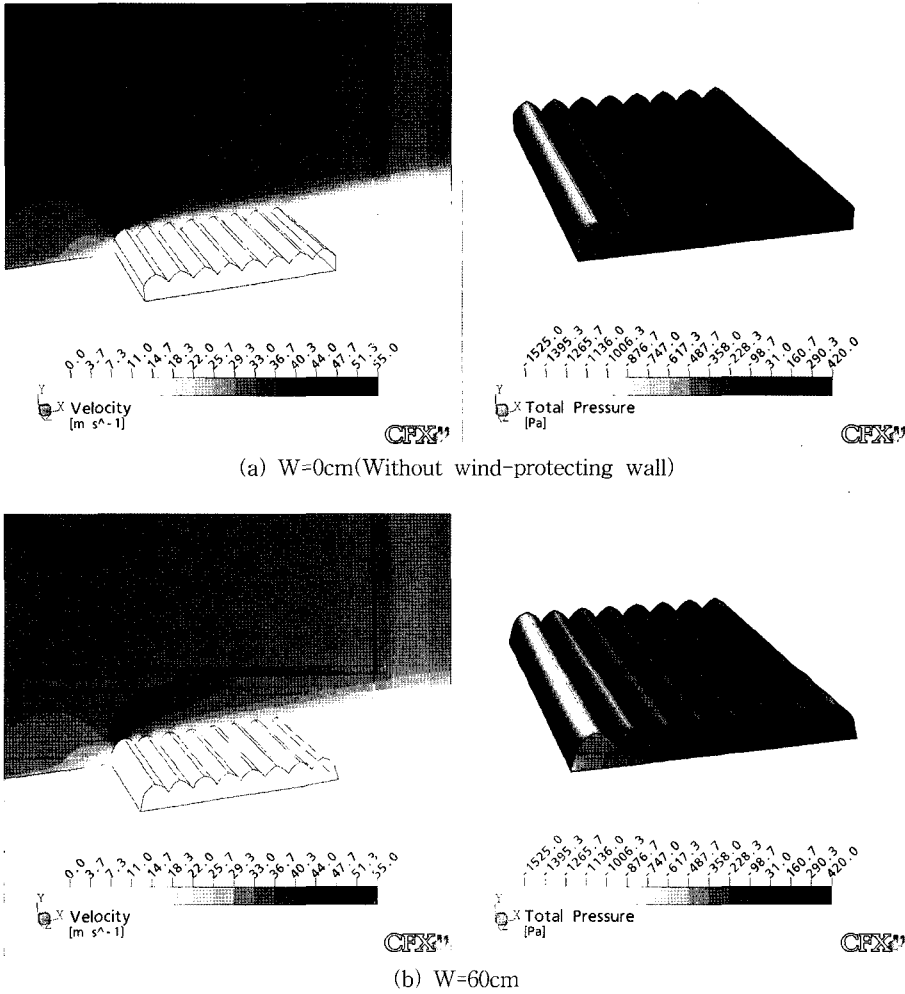 0.0 3.7 7.3 11.0 14.7 18.3 22.0 25.7 29.3 33.0 36.7 40.3 44.0 47.7 51.3 55.0
Y
X Velocity
Z
[m s^-1]
CFX
-1525.0 -1395.3 -1265.7 -1136.0 -1006.3 -876.7 -747.0 -617.3 -487.7 -358.0 -228.3 -98.7 31.0 160.7 290.3 420.0
Y
X Total Pressure
Z
[Pa]
CFX
(a) W=0cm(Without wind-protecting wall)
0.0 3.7 7.3 11.0 14.7 18.3 22.0 25.7 29.3 33.0 36.7 40.3 44.0 47.7 51.3 55.0
Y
X Velocity
Z
[m s^-1]
CFX
-1525.0 -1395.3 -1265.7 -1136.0 -1006.3 -876.7 -747.0 -617.3 -487.7 -358.0 -228.3 -98.7 31.0 160.7 290.3 420.0
Y
X Total Pressure
Z
[Pa]
CFX
(b) W=60cm